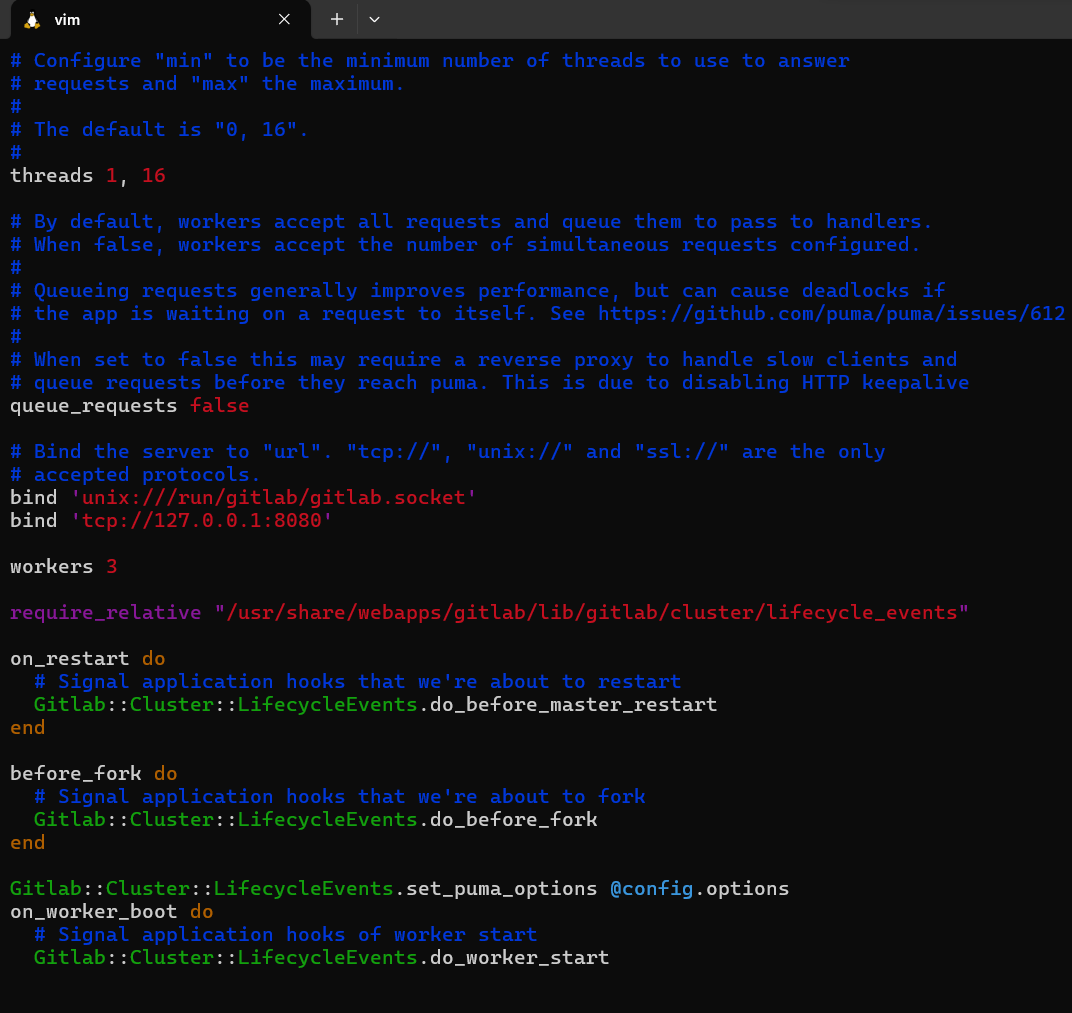 vim
# Configure "min" to be the minimum number of threads to use to answer
# requests and "max" the maximum.
#
# The default is "0, 16".
#
threads 1, 16
# By default, workers accept all requests and queue them to pass to handlers.
# When false, workers accept the number of simultaneous requests configured.
#
# Queueing requests generally improves performance, but can cause deadlocks if
# the app is waiting on a request to itself. See https://github.com/puma/puma/issues/612
#
# When set to false this may require a reverse proxy to handle slow clients and
# queue requests before they reach puma. This is due to disabling HTTP keepalive
queue_requests false
# Bind the server to "url". "tcp://", "unix://" and "ssl://" are the only
# accepted protocols.
bind 'unix:///run/gitlab/gitlab.socket'
bind 'tcp://127.0.0.1:8080'
workers 3
require_relative "/usr/share/webapps/gitlab/lib/gitlab/cluster/lifecycle_events"
on_restart do
  # Signal application hooks that we're about to restart
  Gitlab::Cluster::LifecycleEvents.do_before_master_restart
end
before_fork do
  # Signal application hooks that we're about to fork
  Gitlab::Cluster::LifecycleEvents.do_before_fork
end
Gitlab::Cluster::LifecycleEvents.set_puma_options @config.options
on_worker_boot do
  # Signal application hooks of worker start
  Gitlab::Cluster::LifecycleEvents.do_worker_start